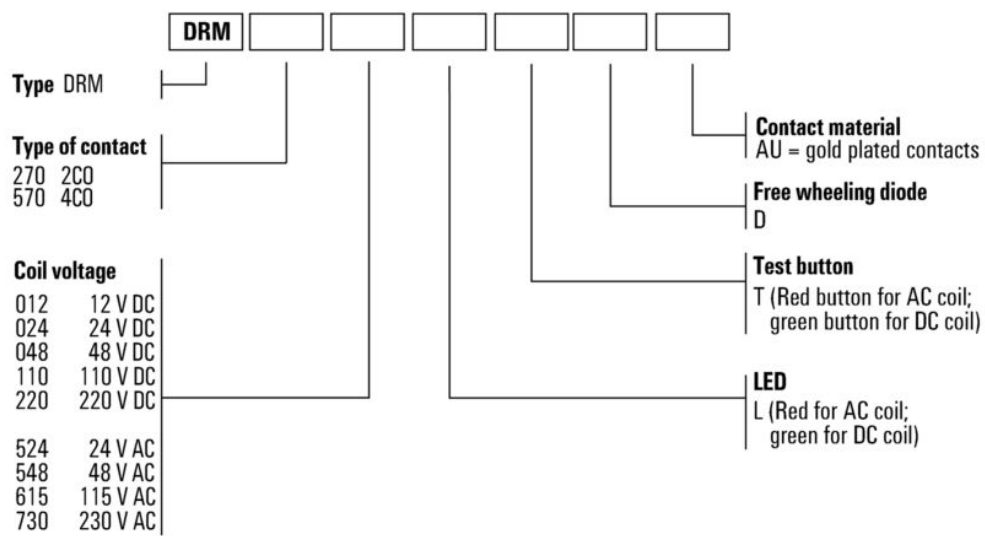 DRM
Type DRM
Type of contact
270 2CO
570 4CO
Coil voltage
012 12 V DC
024 24 V DC
048 48 V DC
110 110 V DC
220 220 V DC
524 24 V AC
548 48 V AC
615 115 V AC
730 230 V AC
Contact material
AU = gold plated contacts
Free wheeling diode
D
Test button
T (Red button for AC coil;
green button for DC coil)
LED
L (Red for AC coil;
green for DC coil)